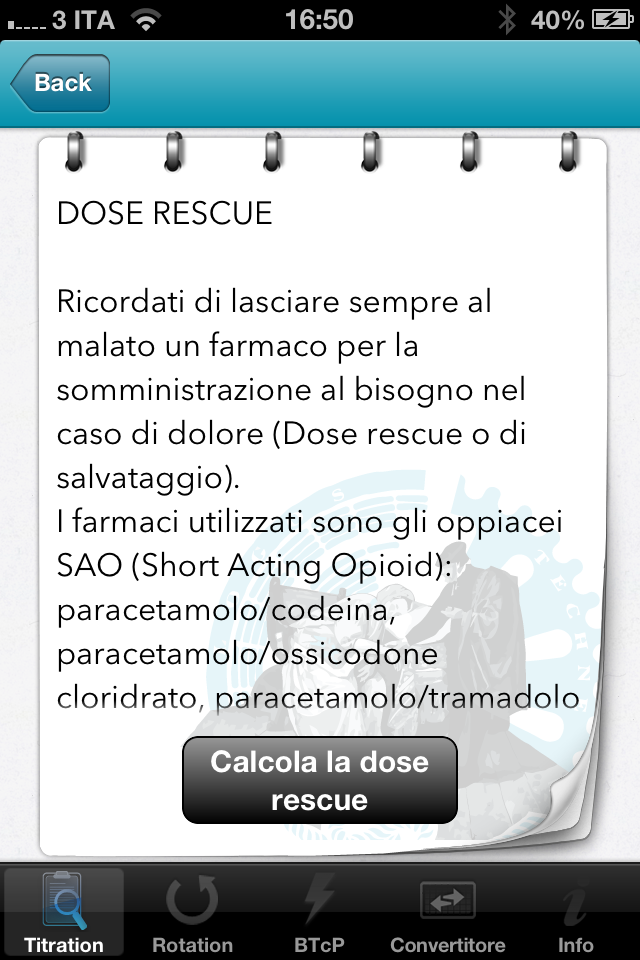 3 ITA 16:50 40%
Back
DOSE RESCUE
Ricordati di lasciare sempre al
malato un farmaco per la
somministrazione al bisogno nel
caso di dolore (Dose rescue o di
salvataggio).
I farmaci utilizzati sono gli oppiacei
SAO (Short Acting Opioid):
paracetamolo/codeina,
paracetamolo/ossicodone
cloridrato, paracetamolo/tramadolo
Calcola la dose
rescue
Titration Rotation BTcP Convertitore Info